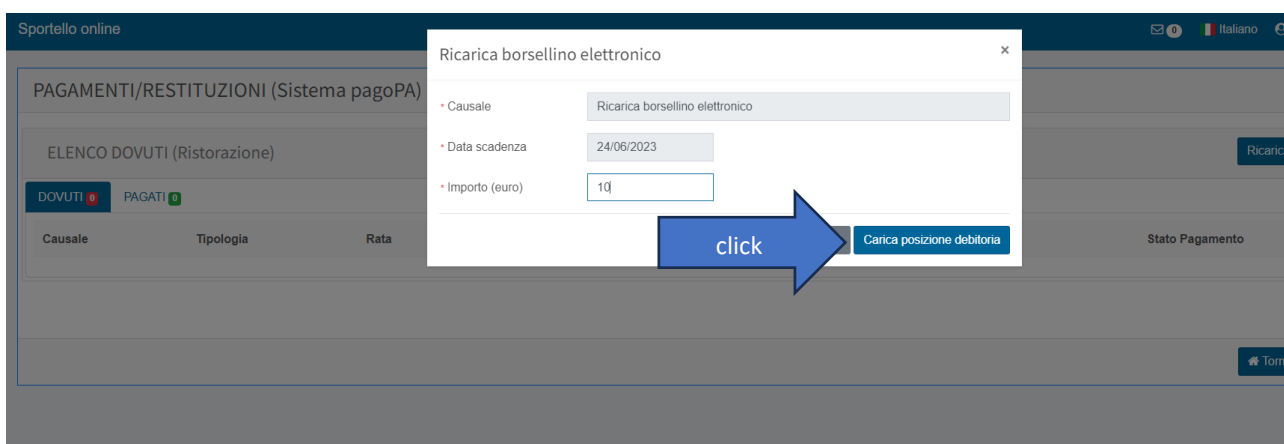 Sportello online
0 Italiano
Ricarica borsellino elettronico ×
PAGAMENTI/RESTITUZIONI (Sistema pagoPA)
* Causale Ricarica borsellino elettronico
ELENCO DOVUTI (Ristorazione)
* Data scadenza 24/06/2023
Ricaric
* Importo (euro) 10
DOVUTI 0 PAGATI 0
click
Carica posizione debitoria
Causale Tipologia Rata Stato Pagamento
Torn